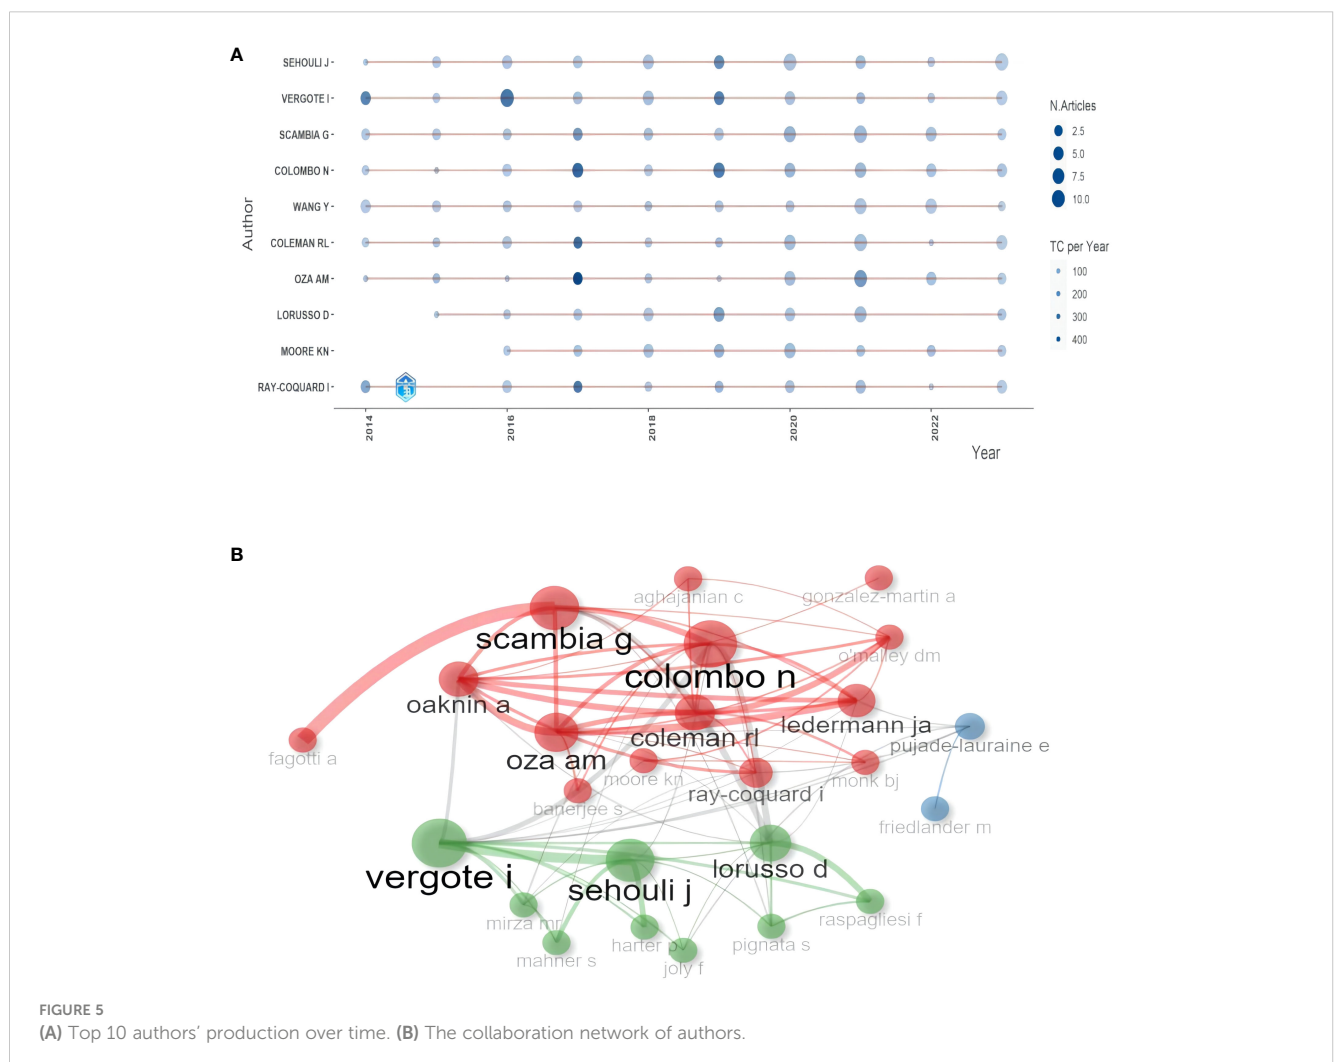 A
SEHOULI J
VERGOTE I
SCAMBIA G
COLOMBO N
WANG Y
COLEMAN RL
OZA AM
LORUSSO D
MOORE KN
RAY-COQUARD I
Author
2014
2016
2018
2020
2022
Year
N.Articles
2.5
5.0
7.5
10.0
TC per Year
100
200
300
400
B
aghajanian c
gonzalez-martin a
scambia g
o'malley dm
colombo n
oaknin a
ledermann ja
coleman rl
pujade-lauraine e
fagotti a
oza am
moore kn
monk bj
ray-coquard i
banerjee s
friedlander m
vergote i
sehouli j
lorusso d
mirza mr
raspagliesi f
harter p
pignata s
mahner s
joly f
FIGURE 5
(A) Top 10 authors’ production over time. (B) The collaboration network of authors.